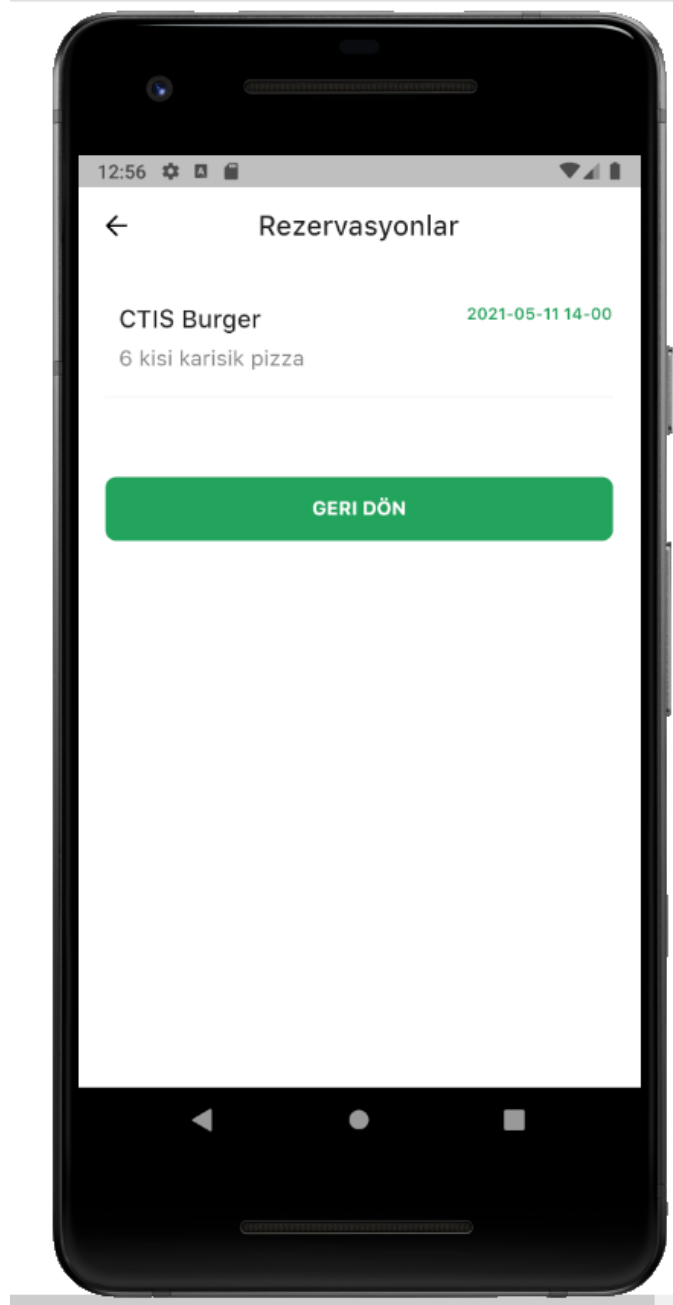 12:56
Rezervasyonlar
CTIS Burger
2021-05-11 14-00
6 kisi karisik pizza
GERI DÖN